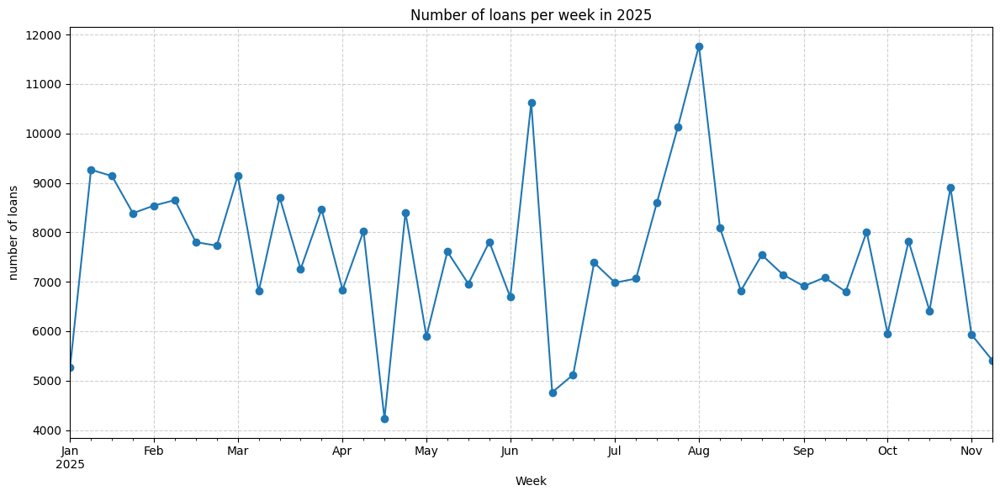 Number of loans per week in 2025
12000
11000
10000
9000
8000
7000
6000
5000
4000
number of loans
Jan Feb Mar Apr May Jun Jul Aug Sep Oct Nov
2025
Week